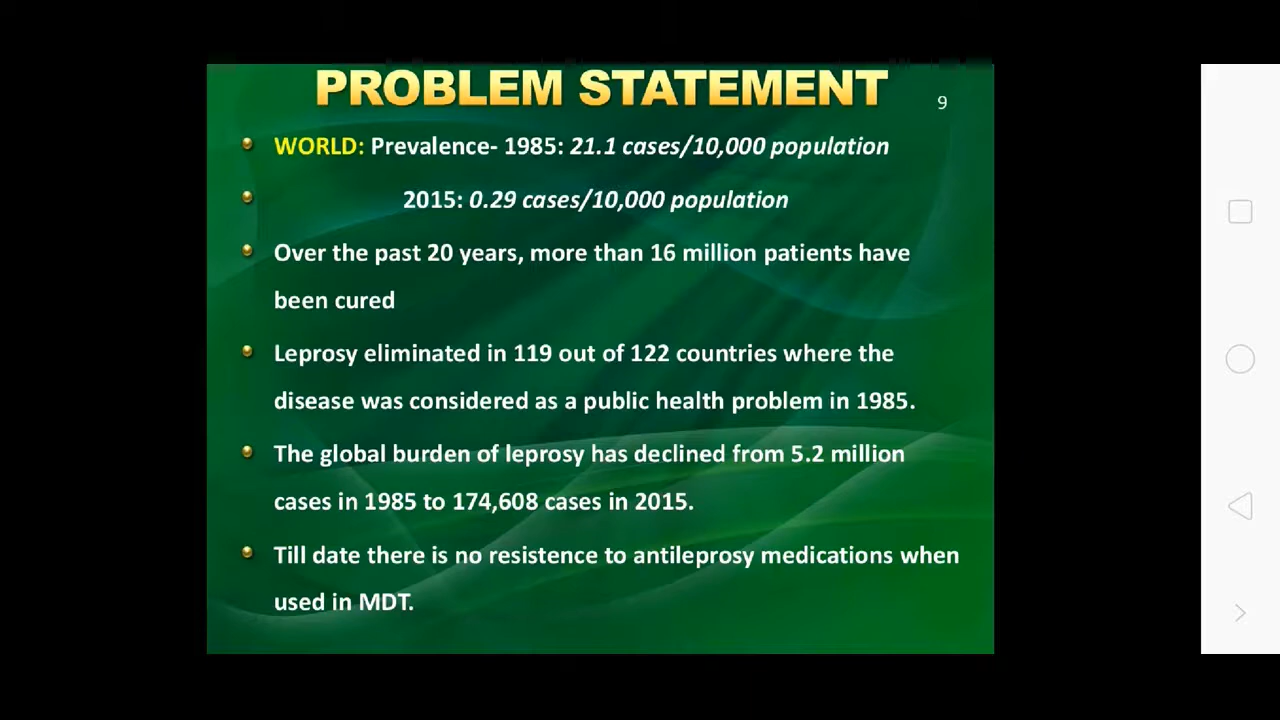 PROBLEM STATEMENT
9
WORLD: Prevalence- 1985: 21.1 cases/10,000 population
2015: 0.29 cases/10,000 population
Over the past 20 years, more than 16 million patients have
been cured
Leprosy eliminated in 119 out of 122 countries where the
disease was considered as a public health problem in 1985.
The global burden of leprosy has declined from 5.2 million
cases in 1985 to 174,608 cases in 2015.
Till date there is no resistence to antileprosy medications when
used in MDT.